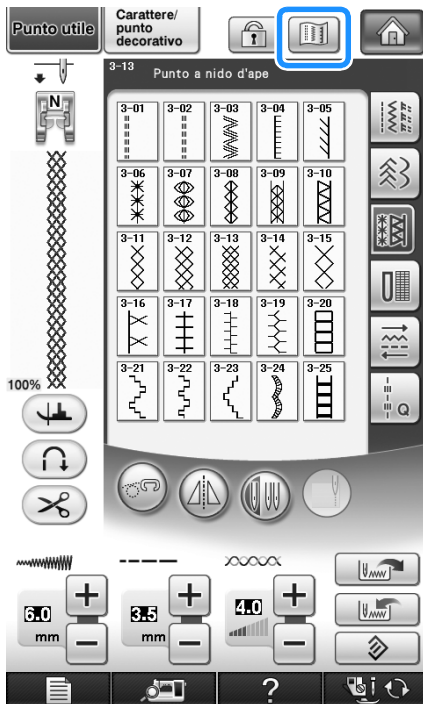 Punto utile
Carattere/
punto
decorativo
3-13
Punto a nido d'ape
N
3-01 3-02 3-03 3-04 3-05
3-06 3-07 3-08 3-09 3-10
3-11 3-12 3-13 3-14 3-15
3-16 3-17 3-18 3-19 3-20
3-21 3-22 3-23 3-24 3-25
Q
100%
6.0
mm
3.5
mm
4.0
?